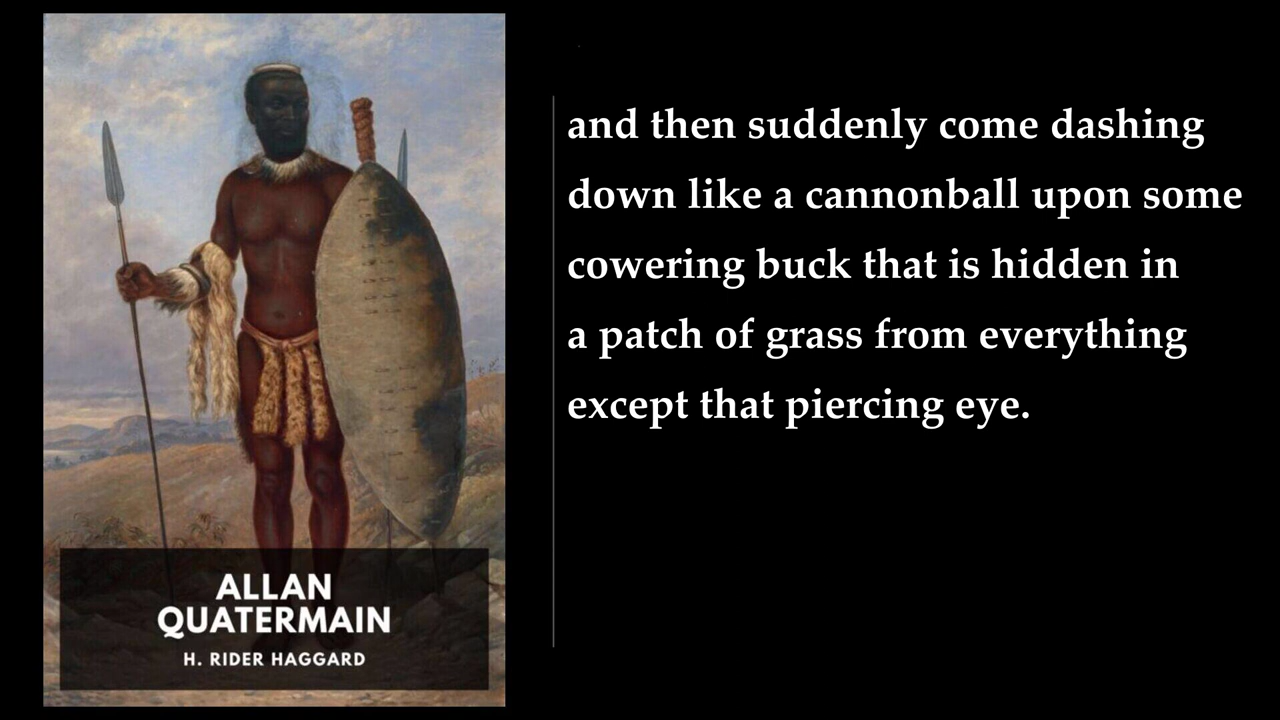 ALLAN
QUATERMAIN
H. RIDER HAGGARD
and then suddenly come dashing
down like a cannonball upon some
cowering buck that is hidden in
a patch of grass from everything
except that piercing eye.